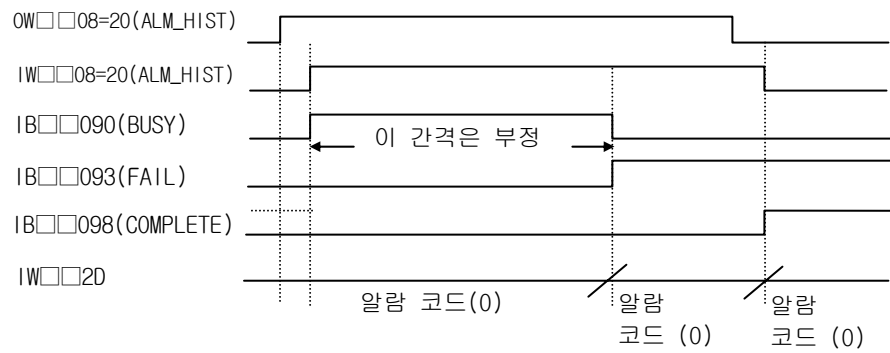 OW□□08=20(ALM_HIST)
IW□□08=20(ALM_HIST)
IB□□090(BUSY)
이 간격은 부정
IB□□093(FAIL)
IB□□098(COMPLETE)
IW□□2D
알람 코드(0)
알람
코드 (0)
알람
코드 (0)